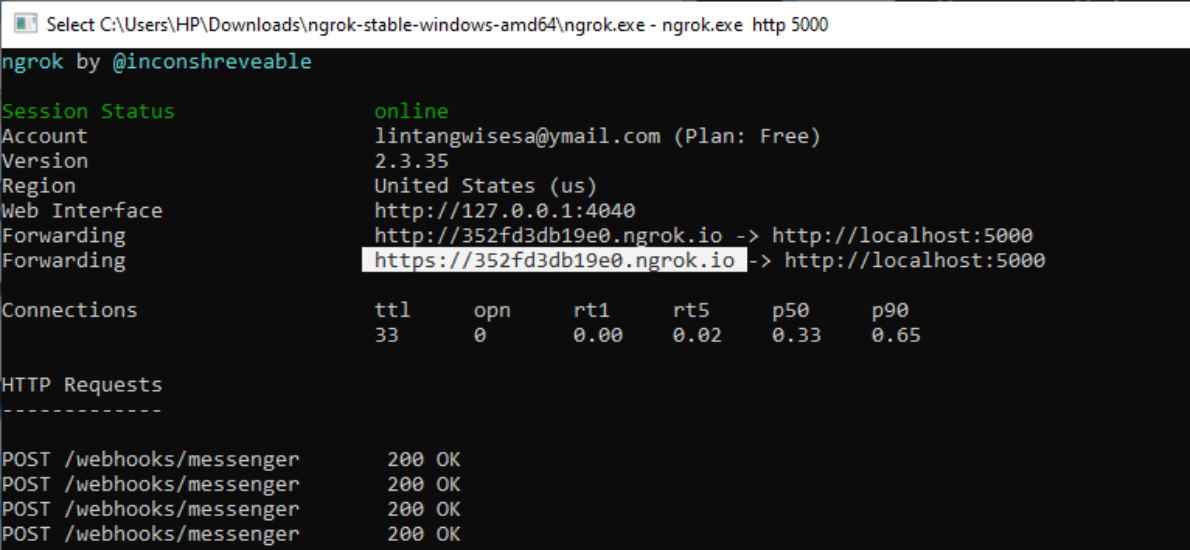 Select C:\Users\HP\Downloads\ngrok-stable-windows-amd64\ngrok.exe - ngrok.exe http 5000
ngrok by @inconshreveable
Session Status online
Account lintangwisesa@ymail.com (Plan: Free)
Version 2.3.35
Region United States (us)
Web Interface http://127.0.0.1:4040
Forwarding http://352fd3db19e0.ngrok.io -> http://localhost:5000
Forwarding https://352fd3db19e0.ngrok.io -> http://localhost:5000
Connections ttl opn rt1 rt5 p50 p90
33 0 0.00 0.02 0.33 0.65
HTTP Requests
-------------
POST /webhooks/messenger 200 OK
POST /webhooks/messenger 200 OK
POST /webhooks/messenger 200 OK
POST /webhooks/messenger 200 OK